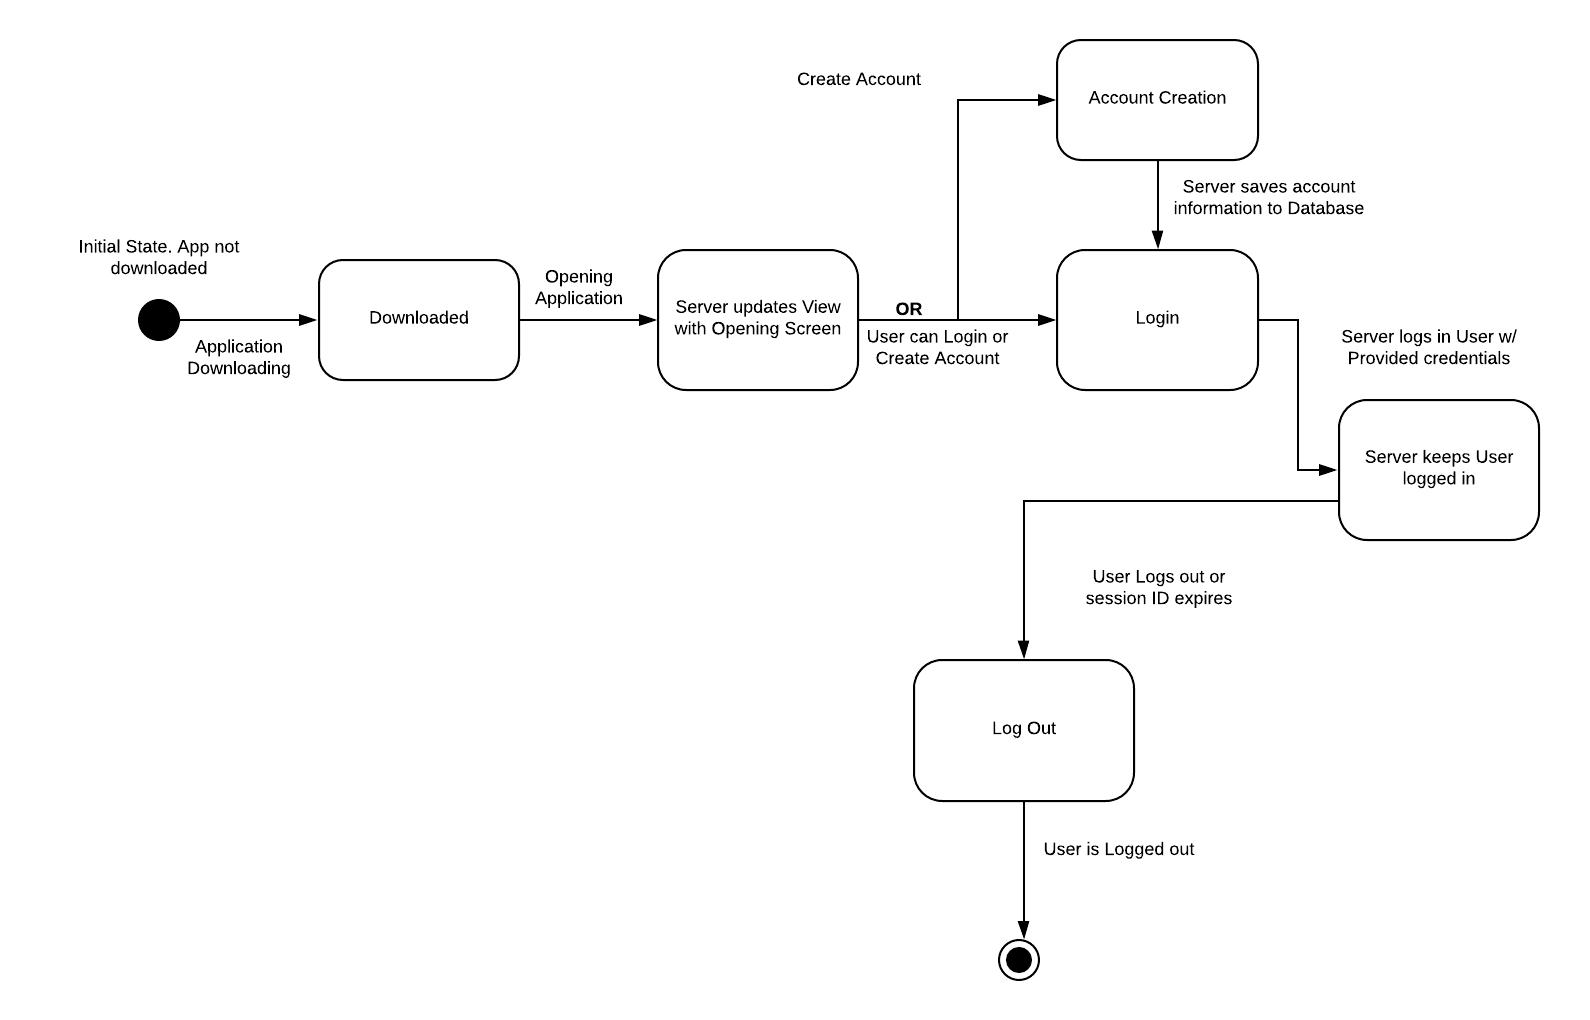 Create Account
Account Creation
Server saves account
information to Database
Initial State. App not
downloaded
Application
Downloading
Downloaded
Opening
Application
Server updates View
with Opening Screen
OR
User can Login or
Create Account
Login
Server logs in User w/
Provided credentials
Server keeps User
logged in
User Logs out or
session ID expires
Log Out
User is Logged out